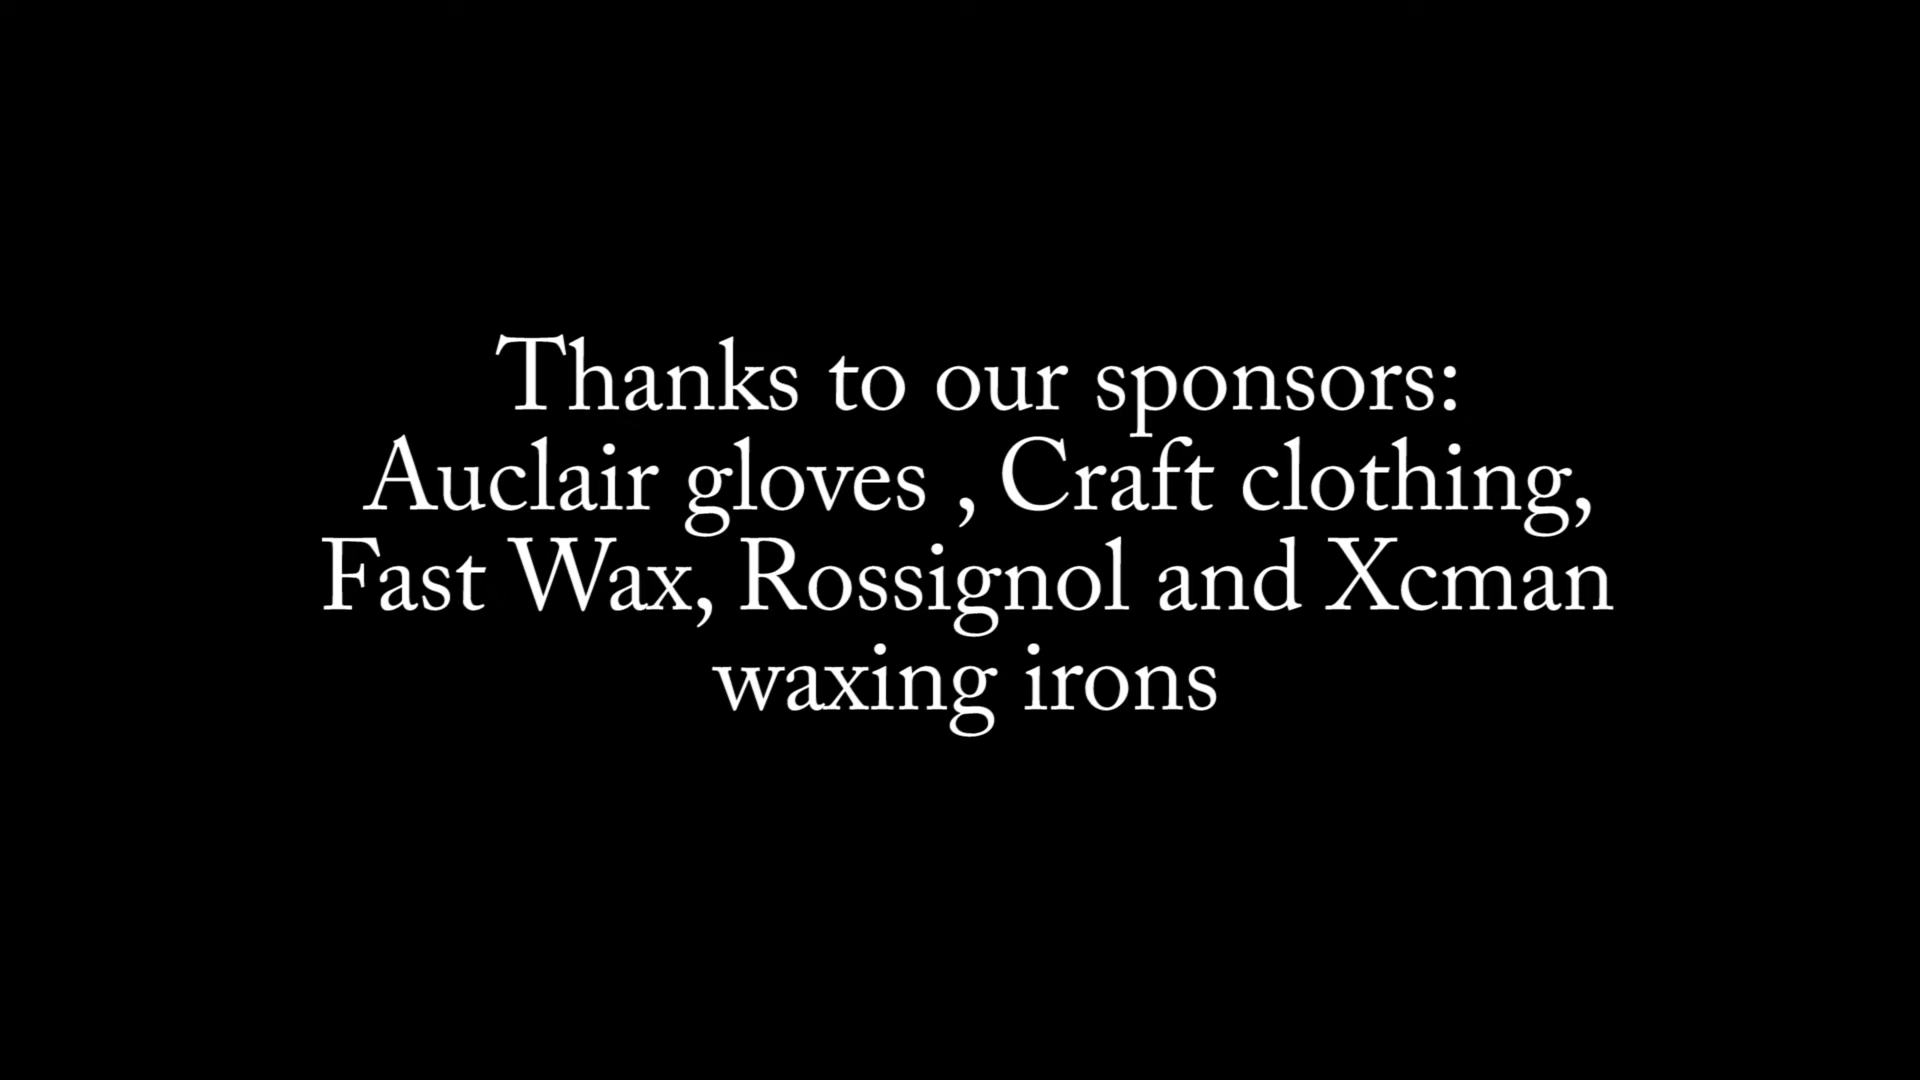 Thanks to our sponsors:
Auclair gloves , Craft clothing,
Fast Wax, Rossignol and Xcman
waxing irons